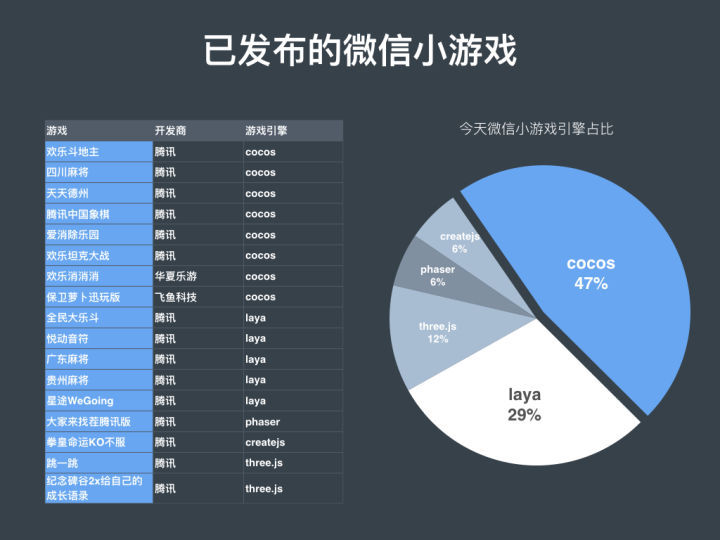 已发布的微信小游戏
游戏 开发商 游戏引擎
欢乐斗地主 腾讯 cocos
四川麻将 腾讯 cocos
天天德州 腾讯 cocos
腾讯中国象棋 腾讯 cocos
爱消除乐园 腾讯 cocos
欢乐坦克大战 腾讯 cocos
欢乐消消消 华夏乐游 cocos
保卫萝卜迅玩版 飞鱼科技 cocos
全民大乐斗 腾讯 laya
悦动音符 腾讯 laya
广东麻将 腾讯 laya
贵州麻将 腾讯 laya
星途WeGoing 腾讯 laya
大家来找茬腾讯版 腾讯 phaser
拳皇命运KO不服 腾讯 createjs
跳一跳 腾讯 three.js
纪念碑谷2x给自己的
成长语录 腾讯 three.js
今天微信小游戏引擎占比
createjs
6%
phaser
6%
three.js
12%
cocos
47%
laya
29%